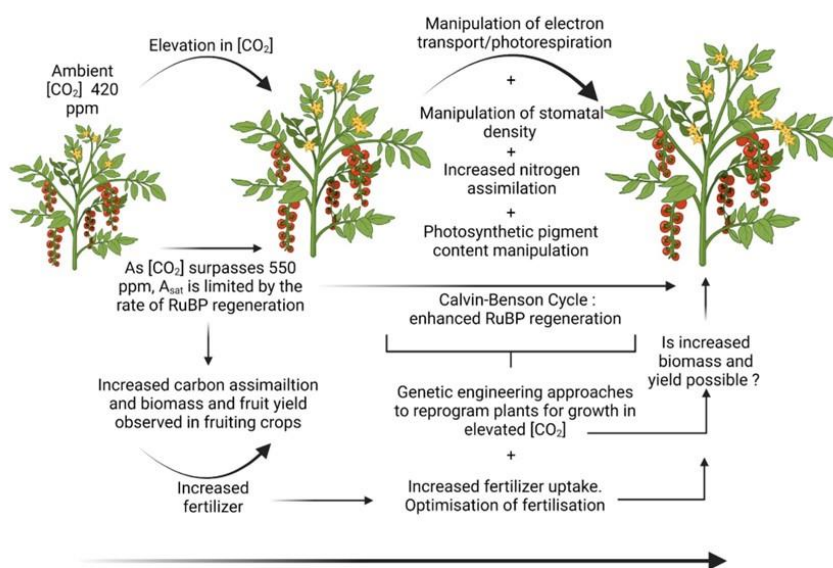 Elevation in [CO₂]
Ambient
[CO₂] 420
ppm
Manipulation of electron
transport/photorespiration
+
Manipulation of stomatal
density
+
Increased nitrogen
assimilation
+
Photosynthetic pigment
content manipulation
As [CO₂] surpasses 550
ppm, Aₛₐₜ is limited by the
rate of RuBP regeneration
Calvin-Benson Cycle :
enhanced RuBP regeneration
Is increased
biomass and
yield possible ?
Increased carbon assimailtion
and biomass and fruit yield
observed in fruiting crops
Genetic engineering approaches
to reprogram plants for growth in
elevated [CO₂]
+
Increased
fertilizer
Increased fertilizer uptake.
Optimisation of fertilisation